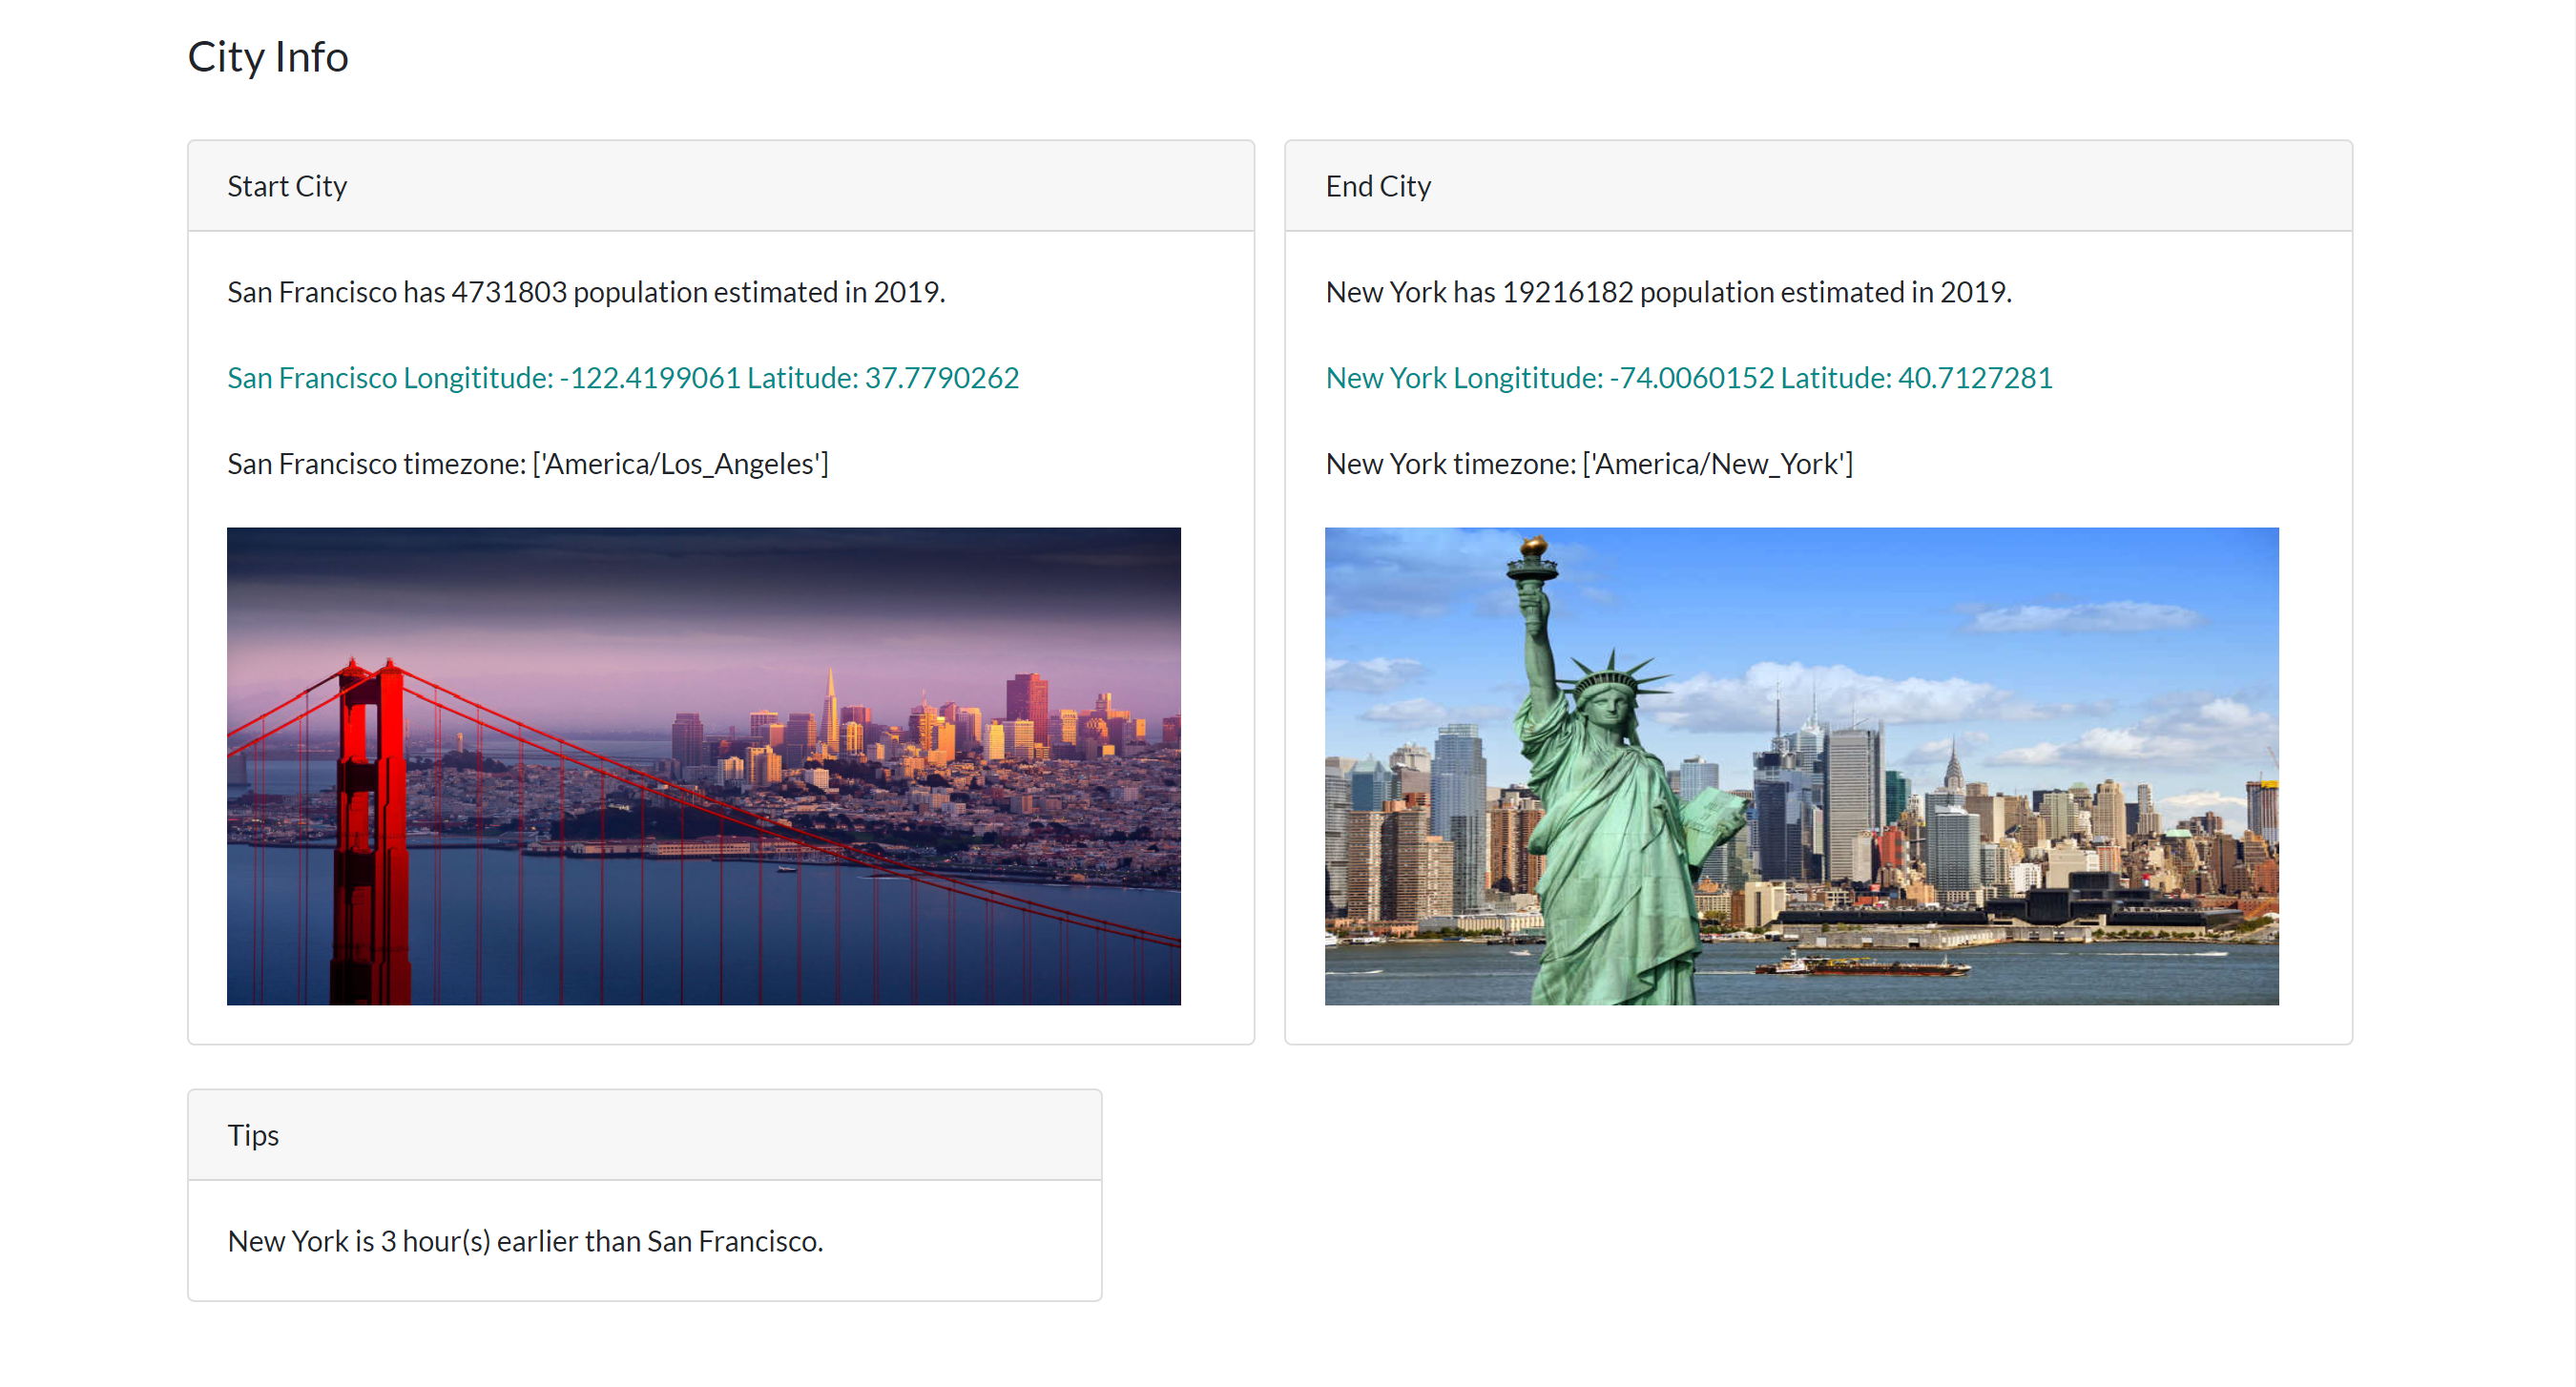 City Info
Start City
San Francisco has 4731803 population estimated in 2019.
San Francisco Longititude: -122.4199061 Latitude: 37.7790262
San Francisco timezone: ['America/Los_Angeles']
End City
New York has 19216182 population estimated in 2019.
New York Longititude: -74.0060152 Latitude: 40.7127281
New York timezone: ['America/New_York']
Tips
New York is 3 hour(s) earlier than San Francisco.